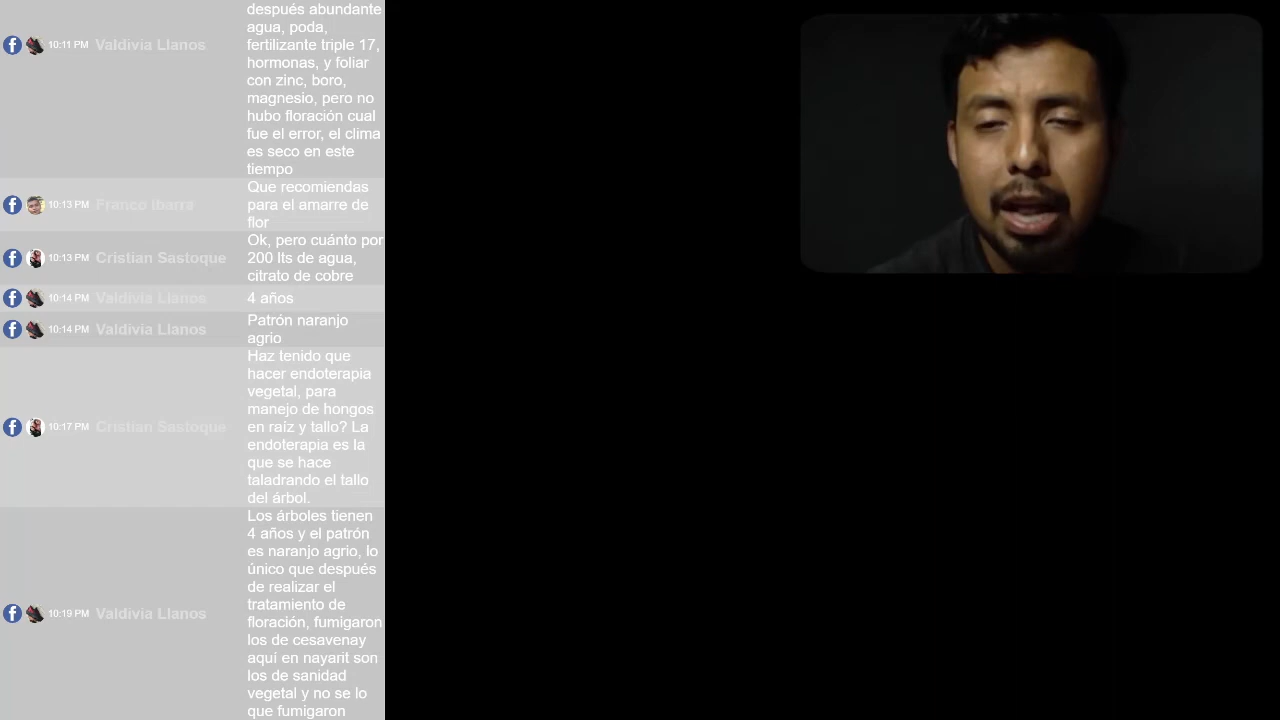 después abundante
10:11 PM Valdivia Llanos agua, poda,
fertilizante triple 17,
hormonas, y foliar
con zinc, boro,
magnesio, pero no
hubo floración cual
fue el error, el clima
es seco en este
tiempo
10:13 PM Franco Ibarra Que recomiendas
para el amarre de
flor
10:13 PM Cristian Sastoque Ok, pero cuánto por
200 lts de agua,
citrato de cobre
10:14 PM Valdivia Llanos 4 años
10:14 PM Valdivia Llanos Patrón naranjo
agrio
10:17 PM Cristian Sastoque Haz tenido que
hacer endoterapia
vegetal, para
manejo de hongos
en raíz y tallo? La
endoterapia es la
que se hace
taladrando el tallo
del árbol.
10:19 PM Valdivia Llanos Los árboles tienen
4 años y el patrón
es naranjo agrio, lo
único que después
de realizar el
tratamiento de
floración, fumigaron
los de cesavenay
aquí en nayarit son
los de sanidad
vegetal y no se lo
que fumigaron